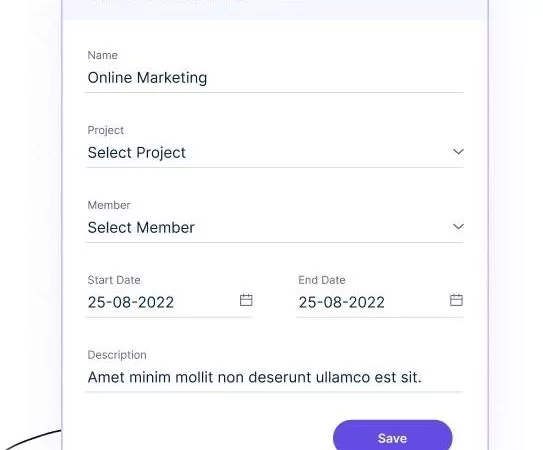 Name
Online Marketing
Project
Select Project
Member
Select Member
Start Date End Date
25-08-2022 25-08-2022
Description
Amet minim mollit non deserunt ullamco est sit.
Save